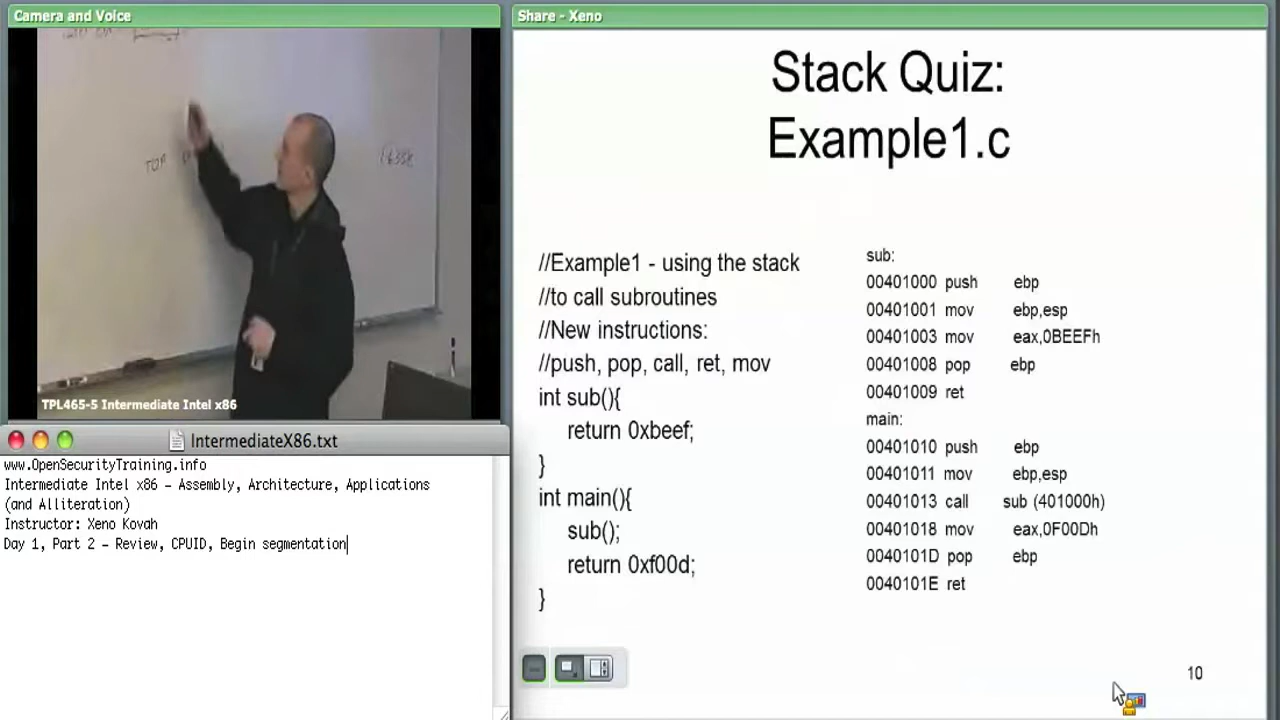 Camera and Voice
TOP
TPL465-5 Intermediate Intel x86
IntermediateX86.txt
www.OpenSecurityTraining.info
Intermediate Intel x86 – Assembly, Architecture, Applications
(and Alliteration)
Instructor: Xeno Kovah
Day 1, Part 2 – Review, CPUID, Begin segmentation
Share - Xeno
Stack Quiz:
Example1.c
//Example1 - using the stack
//to call subroutines
//New instructions:
//push, pop, call, ret, mov
int sub(){
return 0xbeef;
}
int main(){
sub();
return 0xf00d;
}
sub:
00401000 push ebp
00401001 mov ebp,esp
00401003 mov eax,0BEEFh
00401008 pop ebp
00401009 ret
main:
00401010 push ebp
00401011 mov ebp,esp
00401013 call sub (401000h)
00401018 mov eax,0F00Dh
0040101D pop ebp
0040101E ret
10